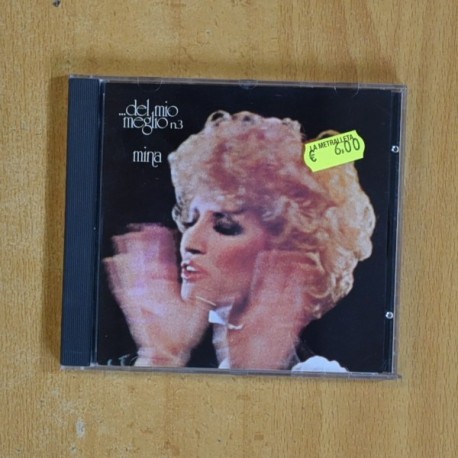 ...del mio
meglio n.3
mina
LA METRALLETA
€ 6,00